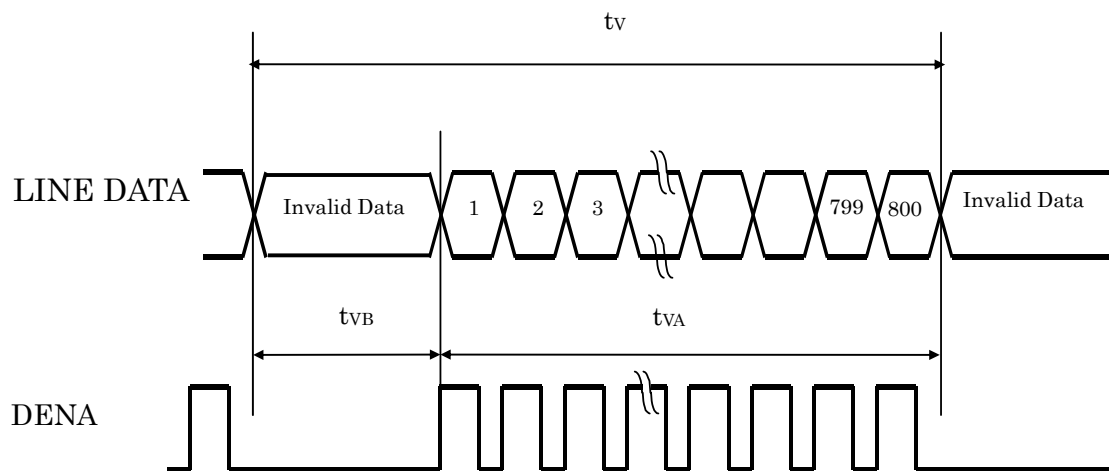 tV
LINE DATA
Invalid Data
1
2
3
799
800
Invalid Data
tVB
tVA
DENA